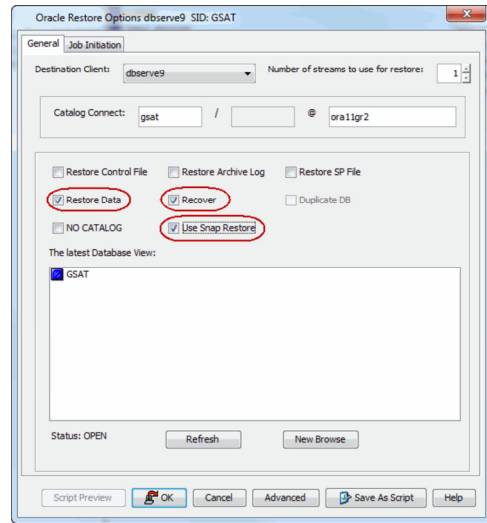 Oracle Restore Options dbserve9 SID: GSAT
General Job Initiation
Destination Client: dbserve9 Number of streams to use for restore: 1
Catalog Connect: gsat / @ ora11gr2
Restore Control File Restore Archive Log Restore SP File
Restore Data Recover Duplicate DB
NO CATALOG Use Snap Restore
The latest Database View:
GSAT
Status: OPEN Refresh New Browse
Script Preview OK Cancel Advanced Save As Script Help